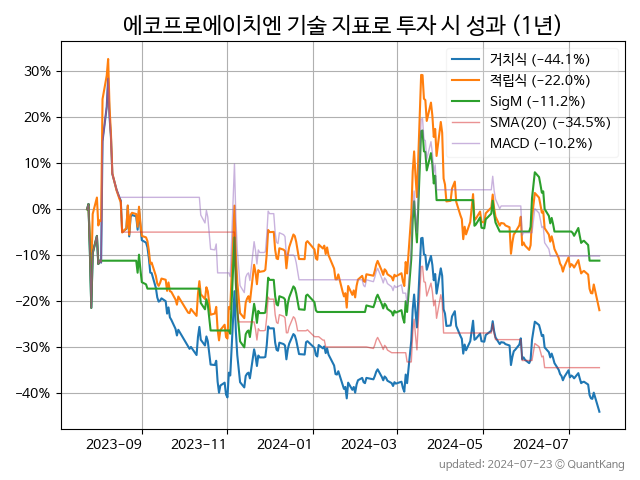 에코프로에이치엔 기술 지표로 투자 시 성과 (1년)
거치식 (−44.1%)
적립식 (−22.0%)
SigM (−11.2%)
SMA(20) (−34.5%)
MACD (−10.2%)
30%
20%
10%
0%
−10%
−20%
−30%
−40%
2023−09 2023−11 2024−01 2024−03 2024−05 2024−07
updated: 2024−07−23 © QuantKang